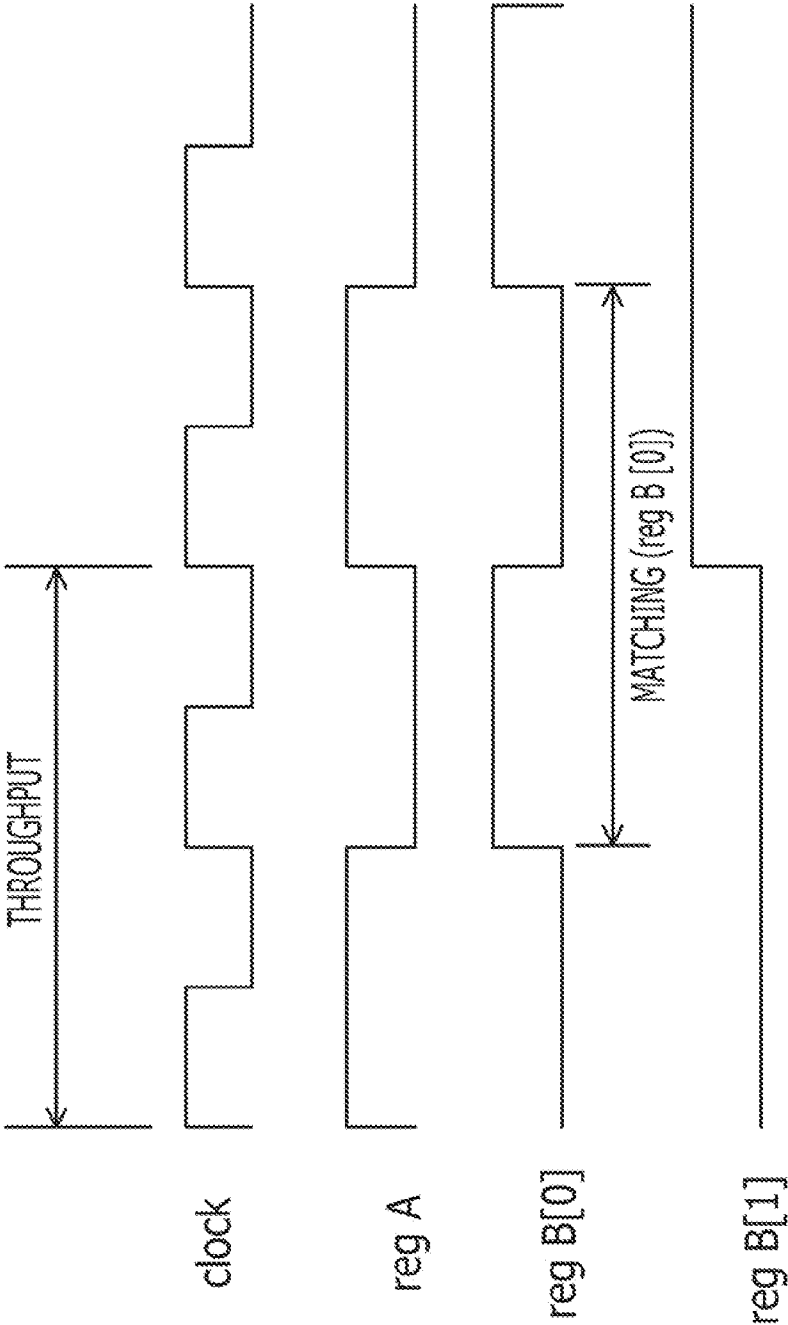 THROUGHPUT
clock
reg A
reg B[0]
MATCHING (reg B [0])
reg B[1]